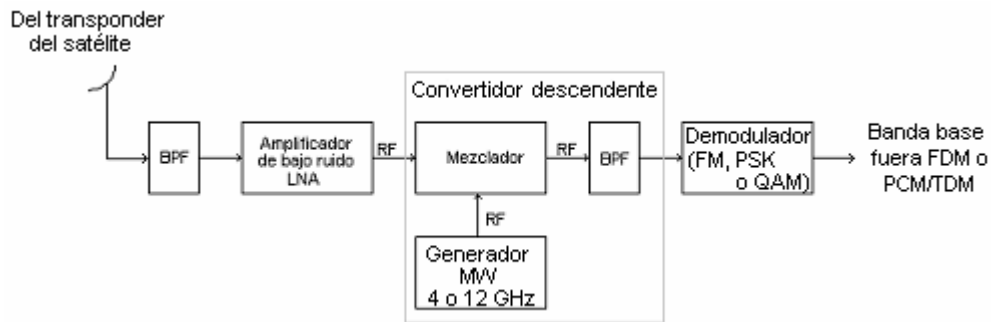 Del transponder
del satélite
Convertidor descendente
BPF
Amplificador
de bajo ruido
LNA
RF
Mezclador
RF
BPF
Demodulador
(FM, PSK
o QAM)
Banda base
fuera FDM o
PCM/TDM
RF
Generador
MW
4 o 12 GHz